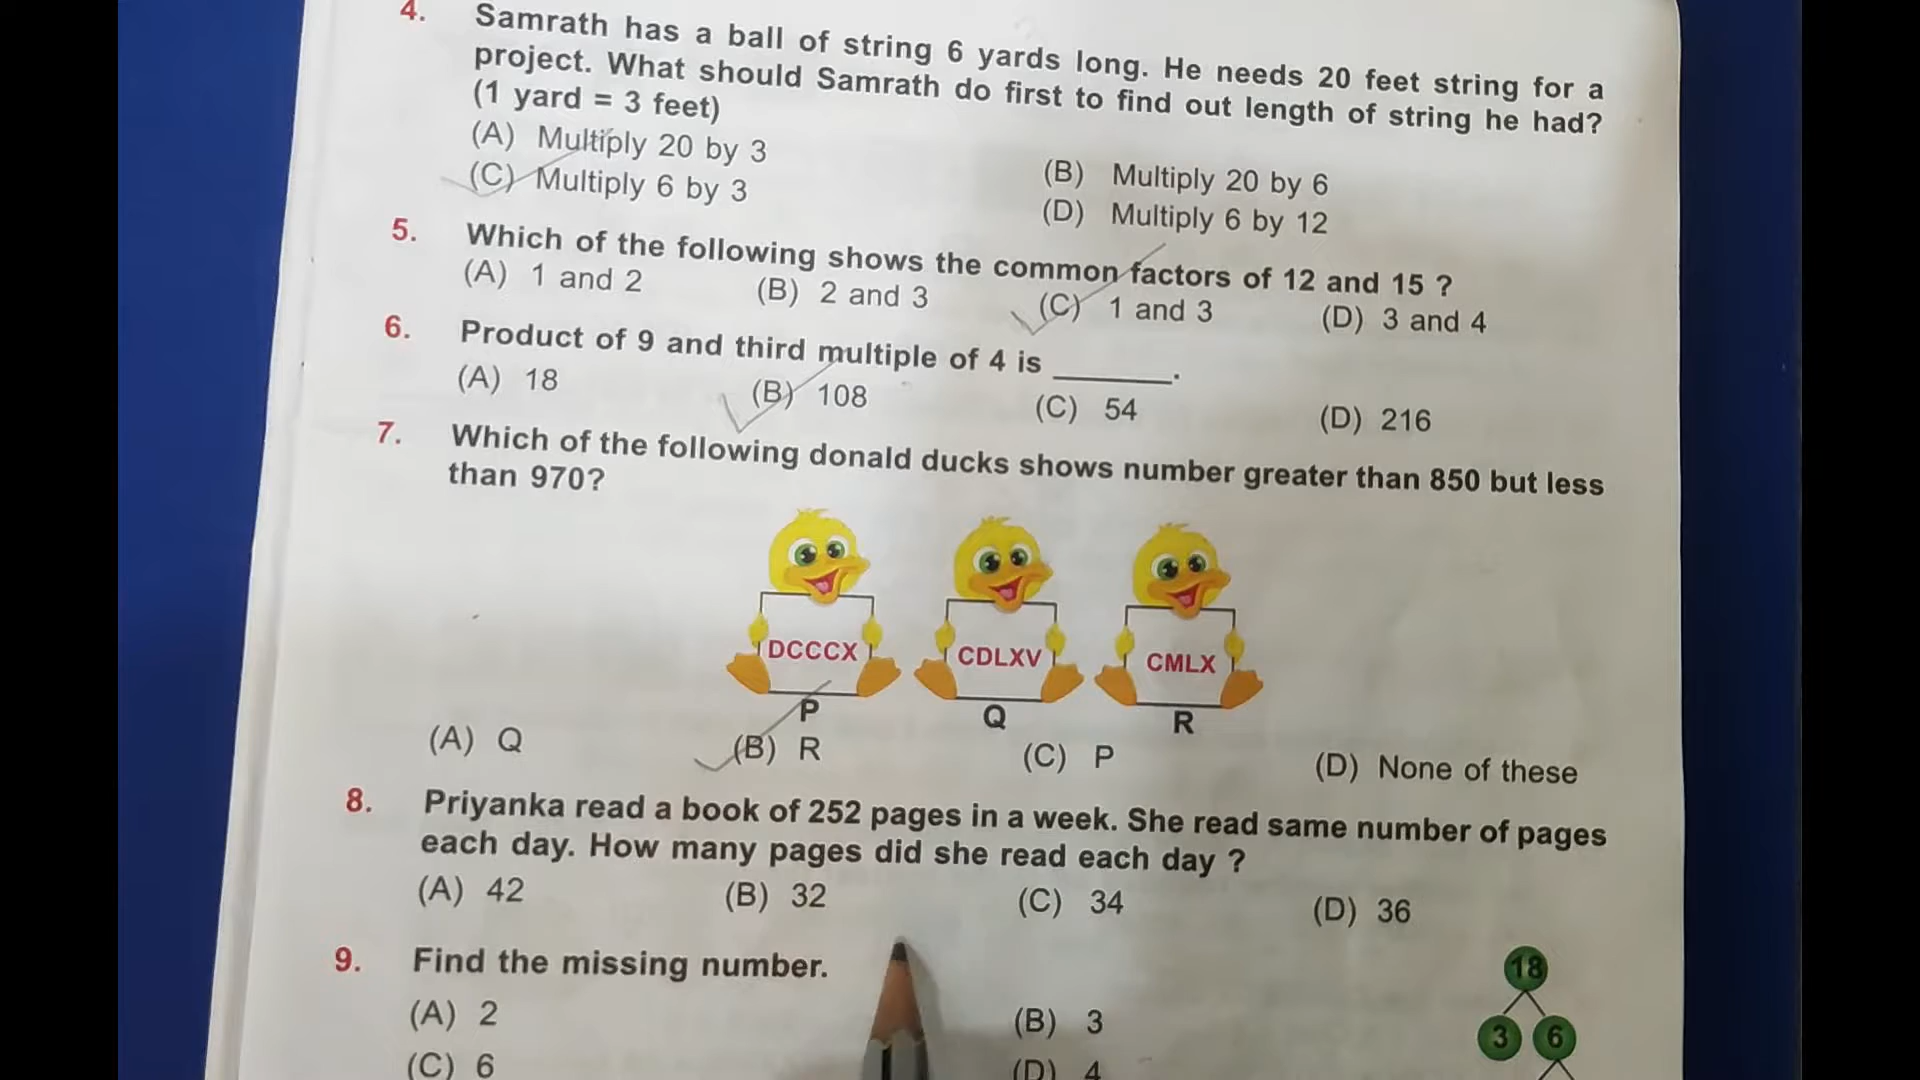 4. Samrath has a ball of string 6 yards long. He needs 20 feet string for a
project. What should Samrath do first to find out length of string he had?
(1 yard = 3 feet)
(A) Multiply 20 by 3
(B) Multiply 20 by 6
(C) Multiply 6 by 3
(D) Multiply 6 by 12
5. Which of the following shows the common factors of 12 and 15 ?
(A) 1 and 2 (B) 2 and 3 (C) 1 and 3 (D) 3 and 4
6. Product of 9 and third multiple of 4 is ________.
(A) 18 (B) 108 (C) 54 (D) 216
7. Which of the following donald ducks shows number greater than 850 but less
than 970?
DCCCX CDLXV CMLX
P Q R
(A) Q (B) R (C) P (D) None of these
8. Priyanka read a book of 252 pages in a week. She read same number of pages
each day. How many pages did she read each day ?
(A) 42 (B) 32 (C) 34 (D) 36
9. Find the missing number.
18
(A) 2 (B) 3
3 6
(C) 6 (D) 4